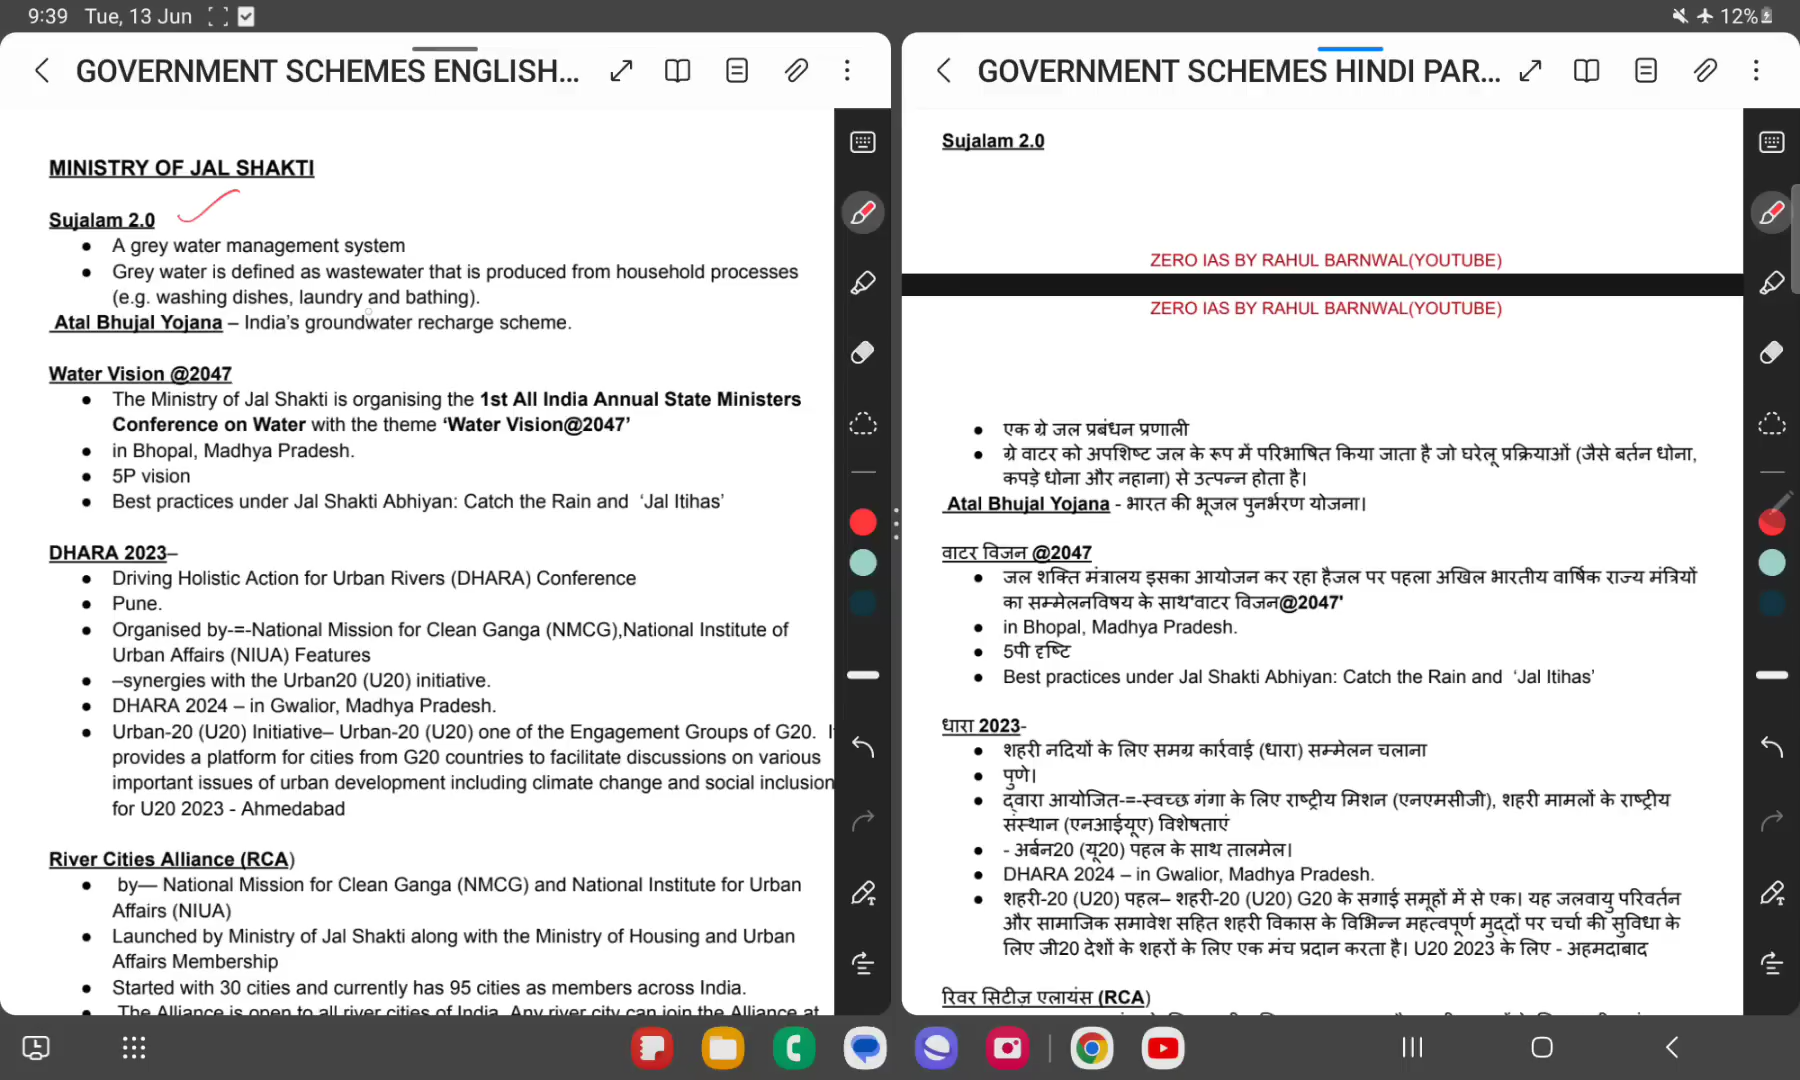 9:39 Tue, 13 Jun
12%
GOVERNMENT SCHEMES ENGLISH...
MINISTRY OF JAL SHAKTI
Sujalam 2.0
● A grey water management system
● Grey water is defined as wastewater that is produced from household processes
(e.g. washing dishes, laundry and bathing).
Atal Bhujal Yojana – India's groundwater recharge scheme.
Water Vision @2047
● The Ministry of Jal Shakti is organising the 1st All India Annual State Ministers
Conference on Water with the theme ‘Water Vision@2047’
● in Bhopal, Madhya Pradesh.
● 5P vision
● Best practices under Jal Shakti Abhiyan: Catch the Rain and ‘Jal Itihas’
DHARA 2023–
● Driving Holistic Action for Urban Rivers (DHARA) Conference
● Pune.
● Organised by-=-National Mission for Clean Ganga (NMCG),National Institute of
Urban Affairs (NIUA) Features
● –synergies with the Urban20 (U20) initiative.
● DHARA 2024 – in Gwalior, Madhya Pradesh.
● Urban-20 (U20) Initiative– Urban-20 (U20) one of the Engagement Groups of G20.
provides a platform for cities from G20 countries to facilitate discussions on various
important issues of urban development including climate change and social inclusion
for U20 2023 - Ahmedabad
River Cities Alliance (RCA)
● by— National Mission for Clean Ganga (NMCG) and National Institute for Urban
Affairs (NIUA)
● Launched by Ministry of Jal Shakti along with the Ministry of Housing and Urban
Affairs Membership
● Started with 30 cities and currently has 95 cities as members across India.
● The Alliance is open to all river cities of India. Any river city can join the Alliance at
GOVERNMENT SCHEMES HINDI PAR...
Sujalam 2.0
ZERO IAS BY RAHUL BARNWAL(YOUTUBE)
ZERO IAS BY RAHUL BARNWAL(YOUTUBE)
● एक ग्रे जल प्रबंधन प्रणाली
● ग्रे वाटर को अपशिष्ट जल के रूप में परिभाषित किया जाता है जो घरेलू प्रक्रियाओं (जैसे बर्तन धोना,
कपड़े धोना और नहाना) से उत्पन्न होता है।
Atal Bhujal Yojana - भारत की भूजल पुनर्भरण योजना।
वाटर विजन @2047
● जल शक्ति मंत्रालय इसका आयोजन कर रहा हैजल पर पहला अखिल भारतीय वार्षिक राज्य मंत्रियों
का सम्मेलनविषय के साथ'वाटर विजन@2047'
● in Bhopal, Madhya Pradesh.
● 5पी दृष्टि
● Best practices under Jal Shakti Abhiyan: Catch the Rain and ‘Jal Itihas’
धारा 2023-
● शहरी नदियों के लिए समग्र कार्रवाई (धारा) सम्मेलन चलाना
● पुणे।
● द्वारा आयोजित-=-स्वच्छ गंगा के लिए राष्ट्रीय मिशन (एनएमसीजी), शहरी मामलों के राष्ट्रीय
संस्थान (एनआईयूए) विशेषताएं
● - अर्बन20 (यू20) पहल के साथ तालमेल।
● DHARA 2024 – in Gwalior, Madhya Pradesh.
● शहरी-20 (U20) पहल– शहरी-20 (U20) G20 के सगाई समूहों में से एक। यह जलवायु परिवर्तन
और सामाजिक समावेश सहित शहरी विकास के विभिन्न महत्वपूर्ण मुद्दों पर चर्चा की सुविधा के
लिए जी20 देशों के शहरों के लिए एक मंच प्रदान करता है। U20 2023 के लिए - अहमदाबाद
रिवर सिटीज़ एलायंस (RCA)